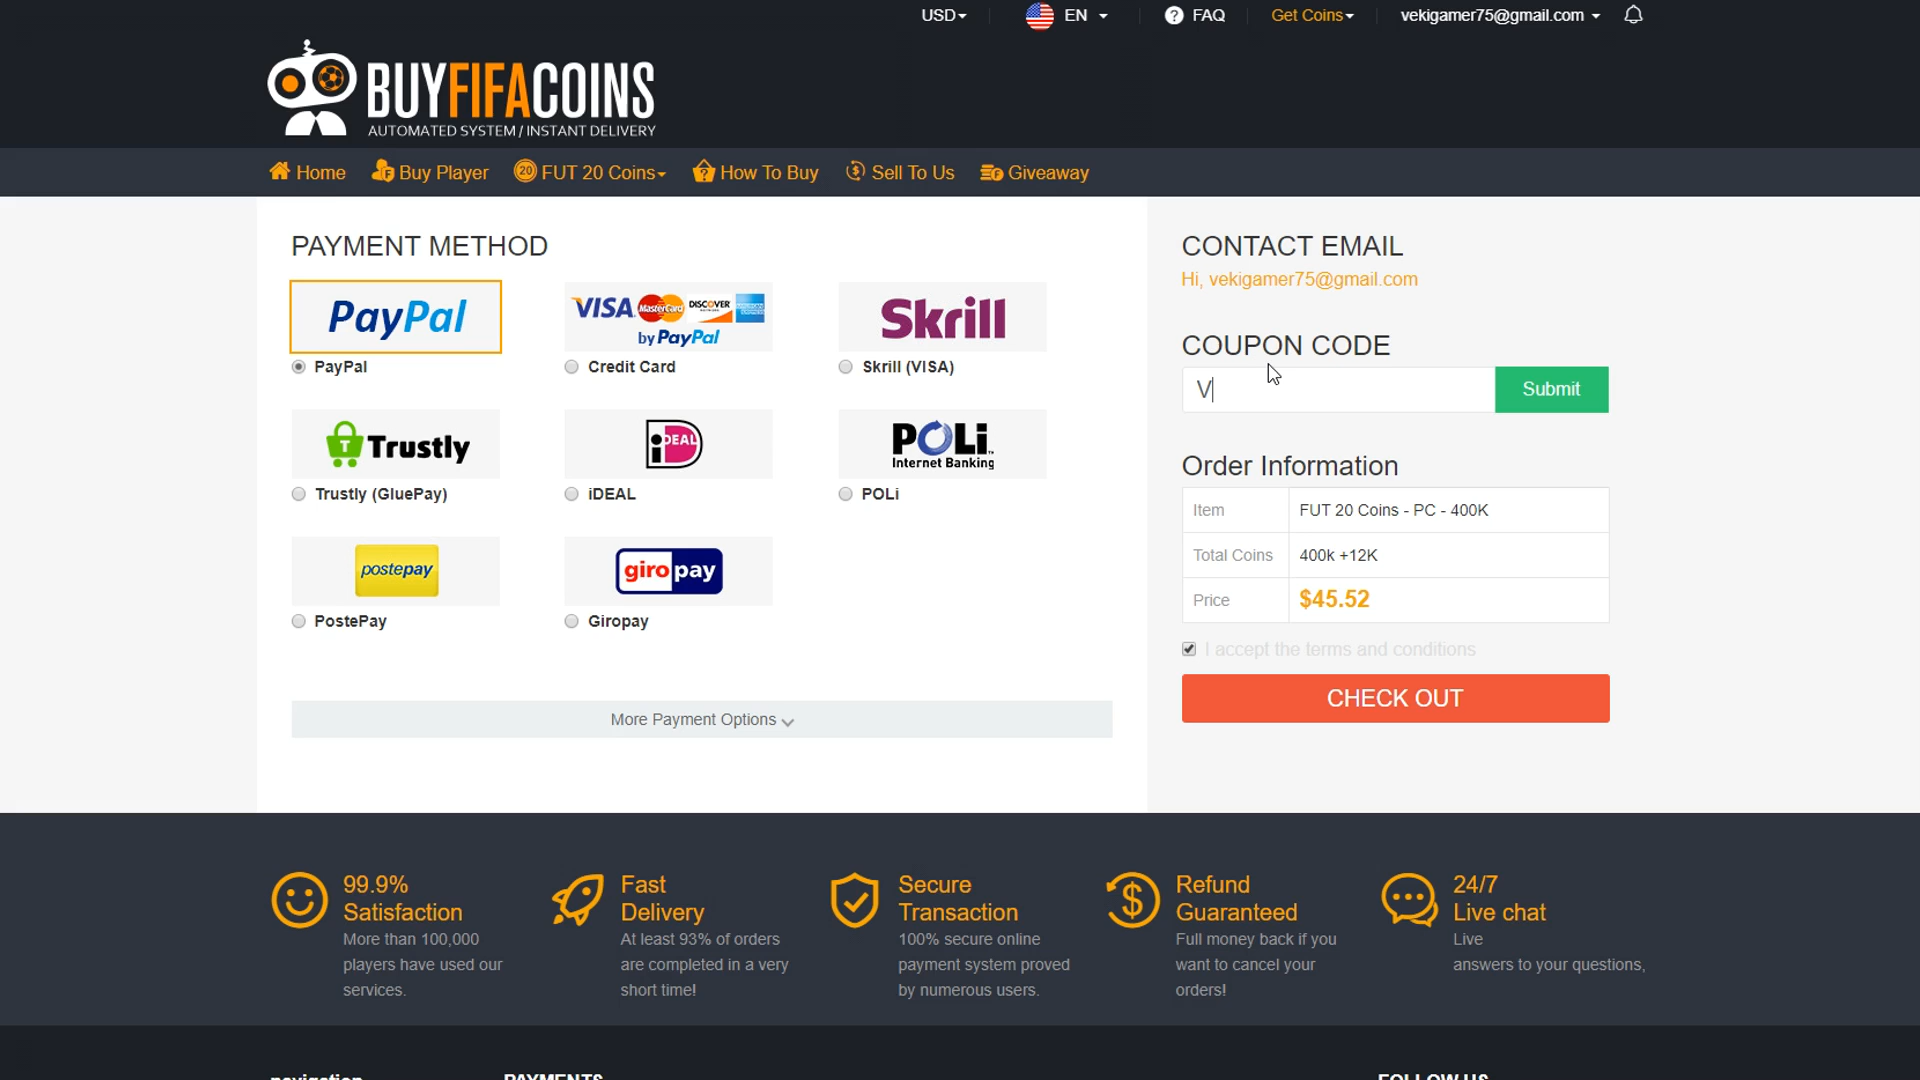 USD
EN
? FAQ
Get Coins
vekigamer75@gmail.com
BUYFIFACOINS
AUTOMATED SYSTEM / INSTANT DELIVERY
Home
Buy Player
20 FUT 20 Coins
? How To Buy
$ Sell To Us
Giveaway
PAYMENT METHOD
PayPal
VISA MasterCard DISCOVER
by PayPal
Skrill
PayPal
Credit Card
Skrill (VISA)
T Trustly
iDEAL
POLi
Internet Banking
Trustly (GluePay)
iDEAL
POLi
postepay
giropay
PostePay
Giropay
More Payment Options
CONTACT EMAIL
Hi, vekigamer75@gmail.com
COUPON CODE
V
Submit
Order Information
Item FUT 20 Coins - PC - 400K
Total Coins 400k +12K
Price $45.52
I accept the terms and conditions
CHECK OUT
99.9%
Satisfaction
More than 100,000
players have used our
services.
Fast
Delivery
At least 93% of orders
are completed in a very
short time!
Secure
Transaction
100% secure online
payment system proved
by numerous users.
$
Refund
Guaranteed
Full money back if you
want to cancel your
orders!
24/7
Live chat
Live
answers to your questions,
navigation
PAYMENTS
FOLLOW US